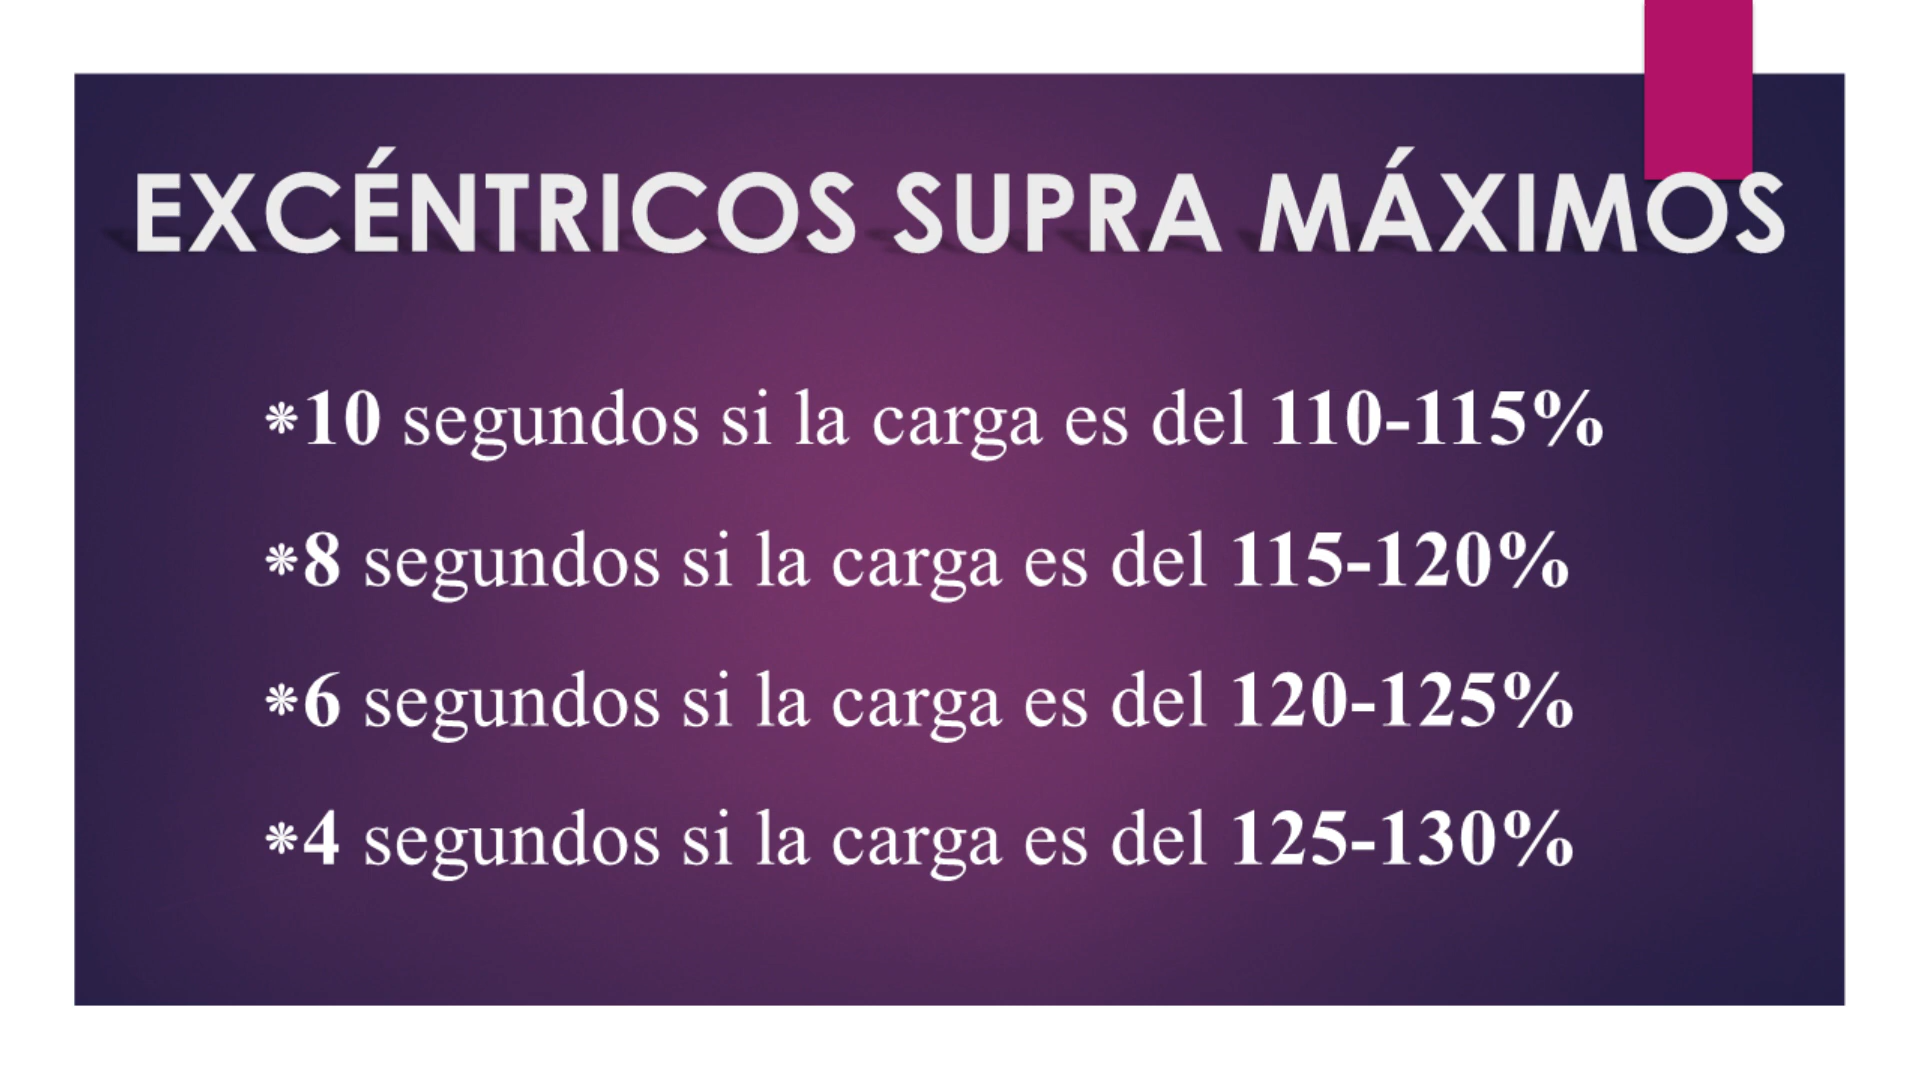 EXCÉNTRICOS SUPRA MÁXIMOS
*10 segundos si la carga es del 110-115%
*8 segundos si la carga es del 115-120%
*6 segundos si la carga es del 120-125%
*4 segundos si la carga es del 125-130%